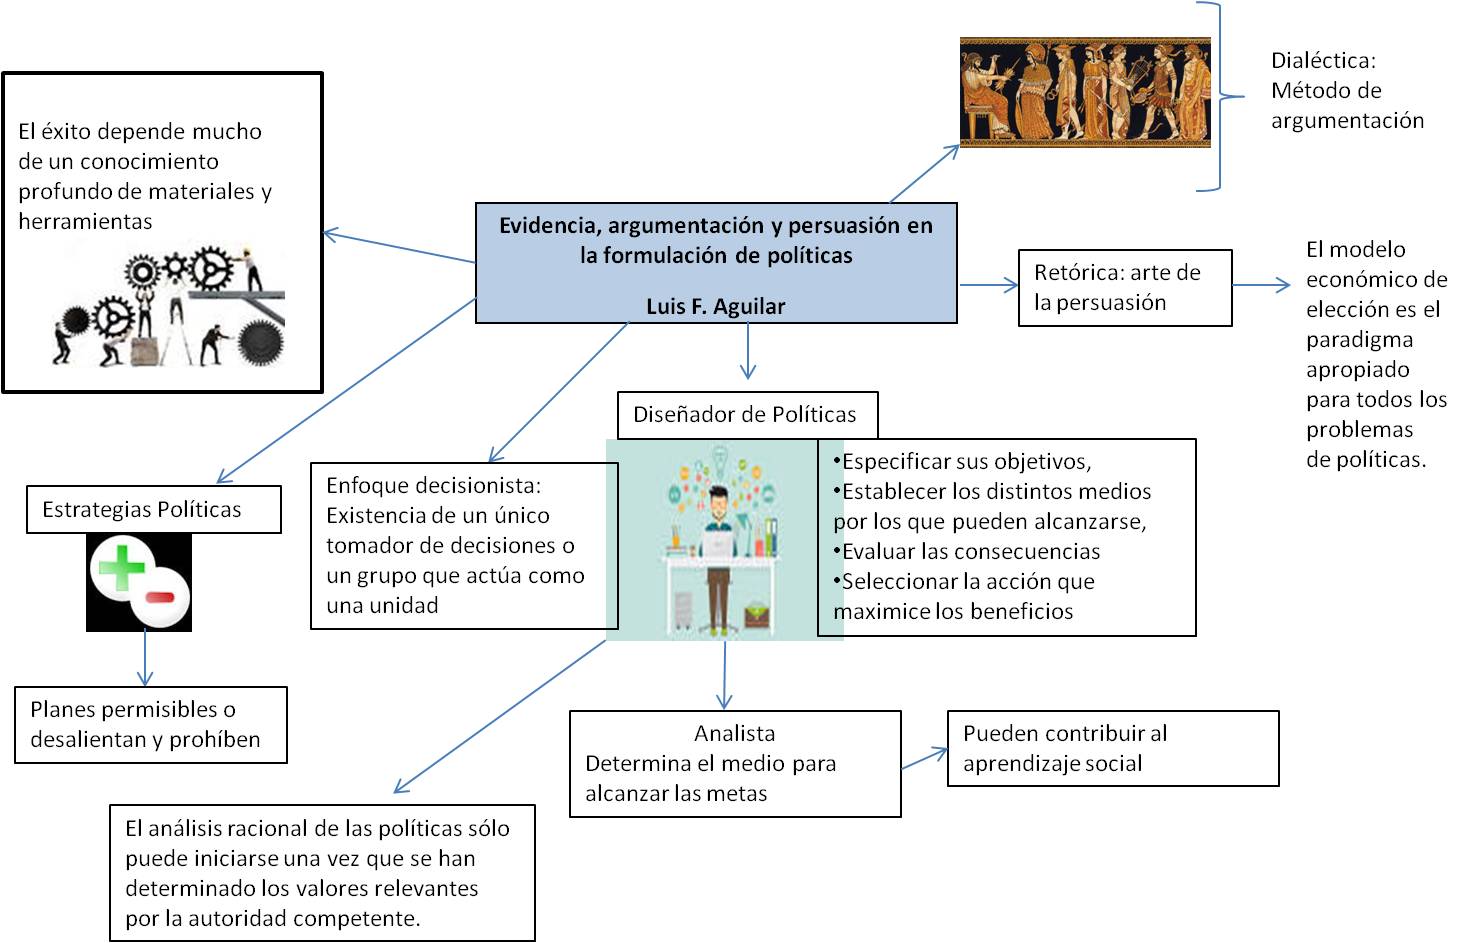 Evidencia, argumentación y persuasión en
la formulación de políticas
Luis F. Aguilar
El éxito depende mucho
de un conocimiento
profundo de materiales y
herramientas
Dialéctica:
Método de
argumentación
Retórica: arte de
la persuasión
El modelo
económico de
elección es el
paradigma
apropiado
para todos los
problemas
de políticas.
Diseñador de Políticas
•Especificar sus objetivos,
•Establecer los distintos medios
por los que pueden alcanzarse,
•Evaluar las consecuencias
•Seleccionar la acción que
maximice los beneficios
Enfoque decisionista:
Existencia de un único
tomador de decisiones o
un grupo que actúa como
una unidad
Estrategias Políticas
Planes permisibles o
desalientan y prohíben
Analista
Determina el medio para
alcanzar las metas
Pueden contribuir al
aprendizaje social
El análisis racional de las políticas sólo
puede iniciarse una vez que se han
determinado los valores relevantes
por la autoridad competente.